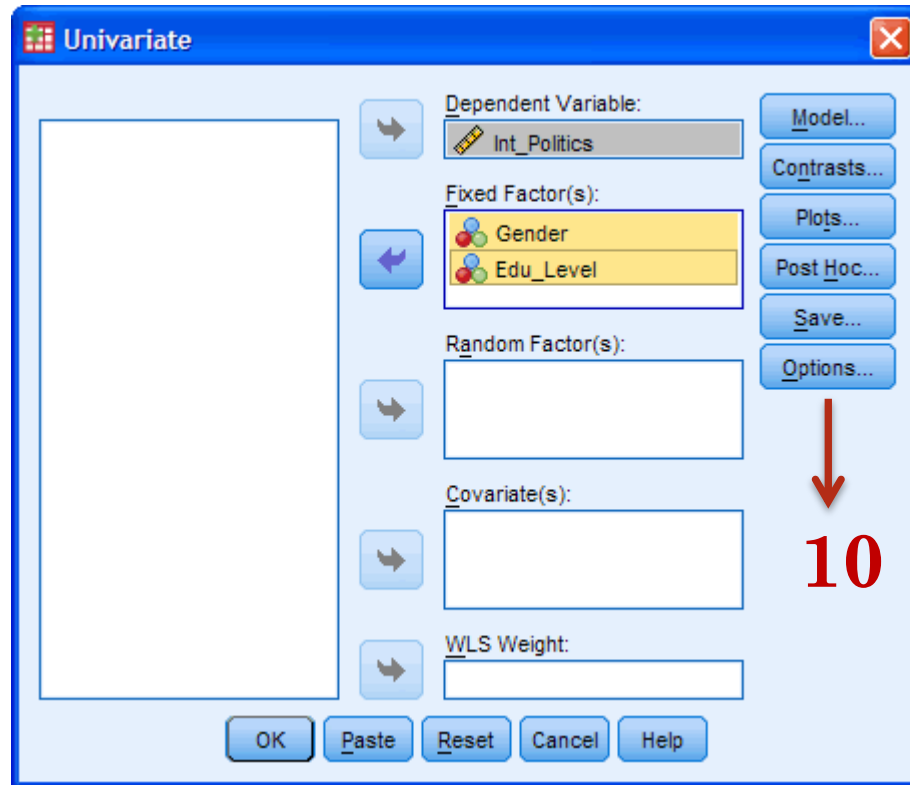 Univariate
Dependent Variable:
Int_Politics
Fixed Factor(s):
Gender
Edu_Level
Random Factor(s):
Covariate(s):
WLS Weight:
Model...
Contrasts...
Plots...
Post Hoc...
Save...
Options...
10
OK Paste Reset Cancel Help